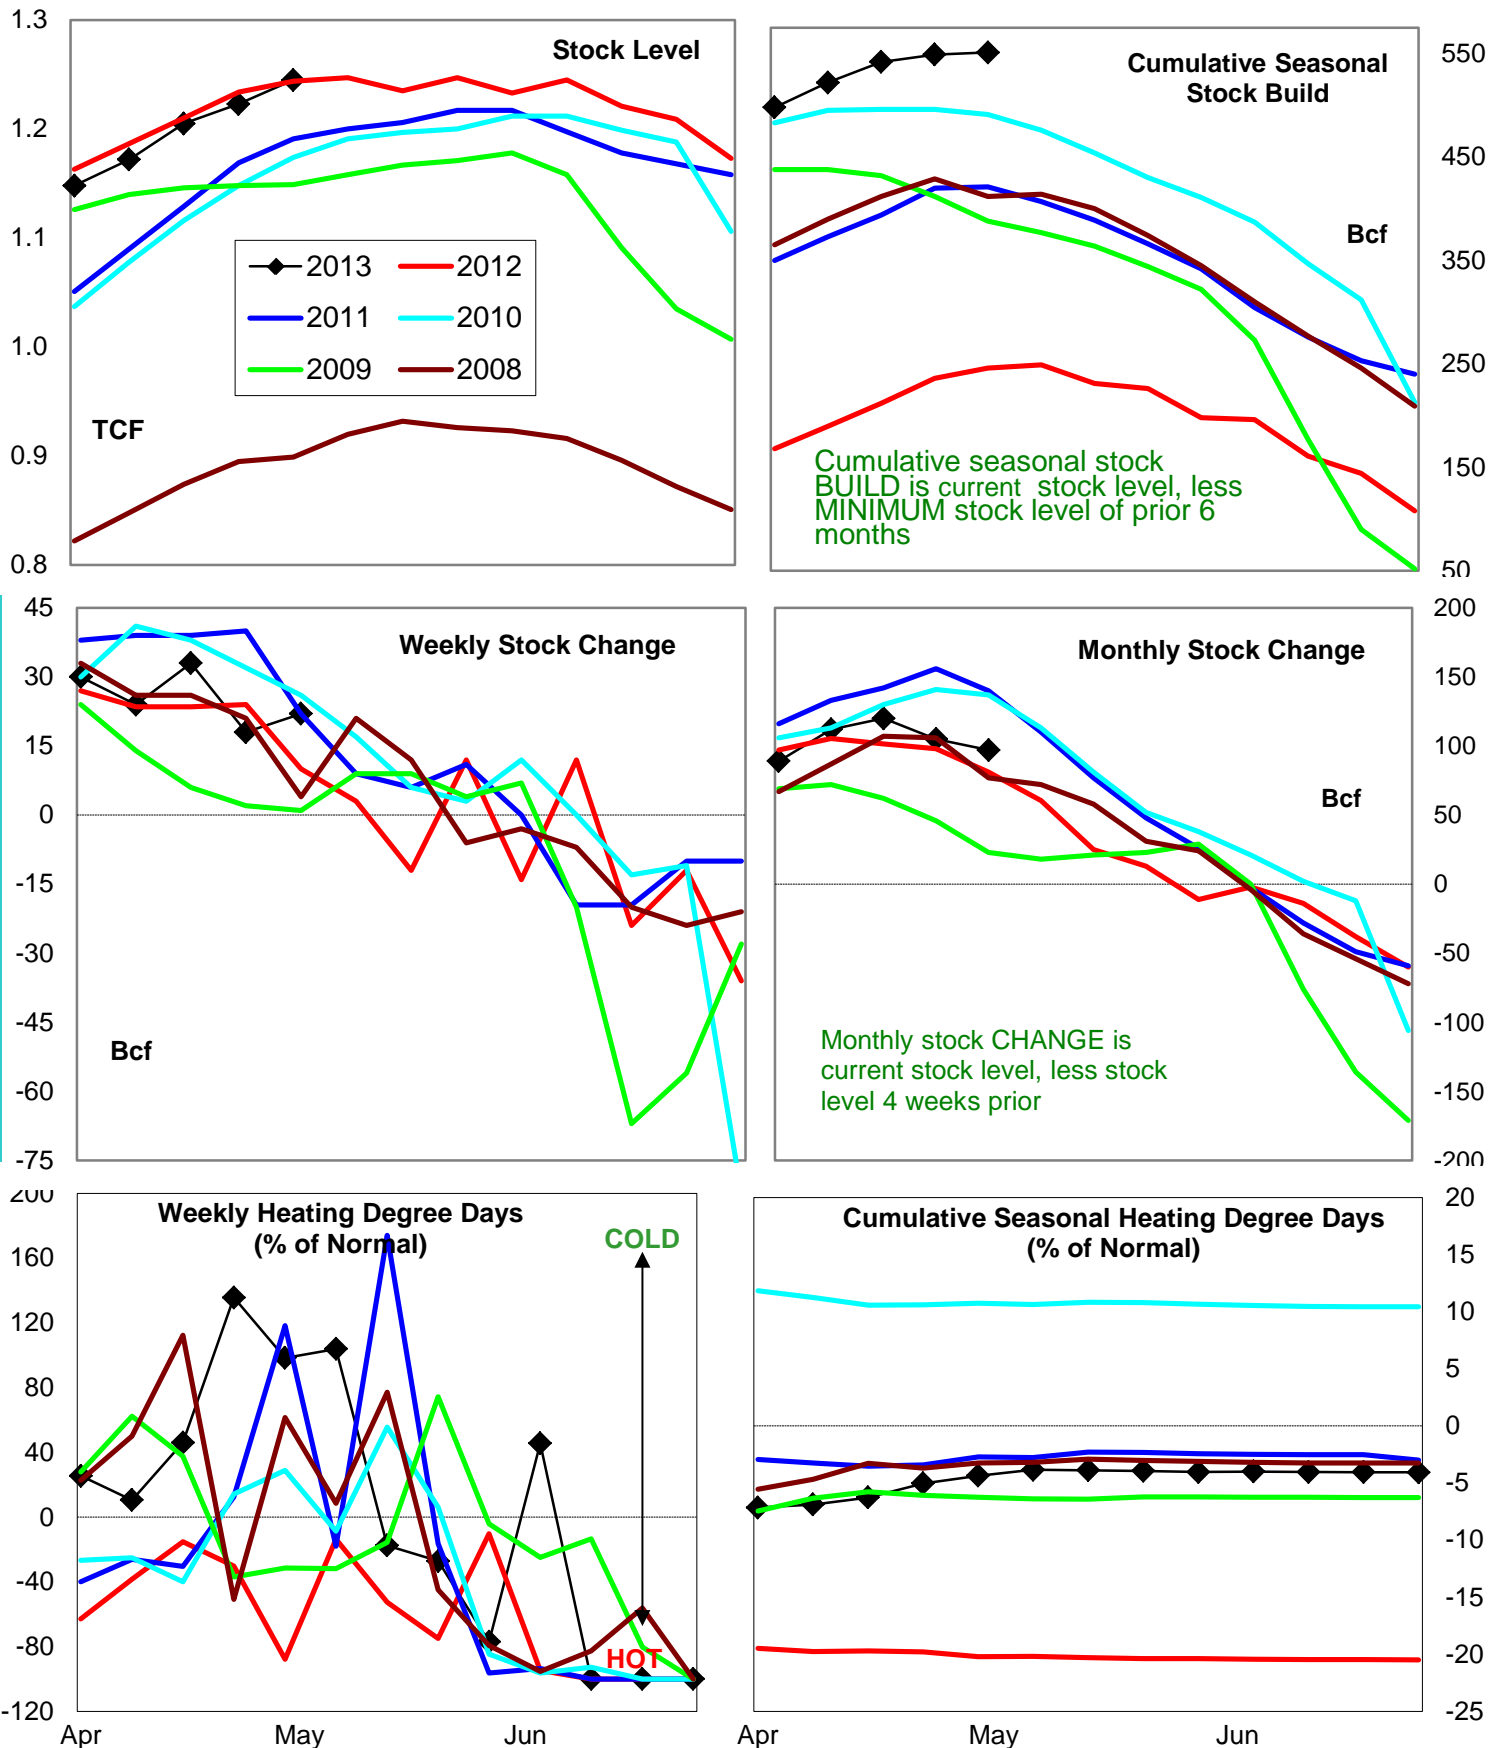 1.3
1.2
1.1
1.0
0.9
0.8
Stock Level
2013
2012
2011
2010
2009
2008
TCF
Cumulative Seasonal
Stock Build
Bcf
Cumulative seasonal stock
BUILD is current stock level, less
MINIMUM stock level of prior 6
months
550
450
350
250
150
50
45
30
15
0
-15
-30
-45
-60
-75
Weekly Stock Change
Bcf
Monthly Stock Change
Bcf
Monthly stock CHANGE is
current stock level, less stock
level 4 weeks prior
200
150
100
50
0
-50
-100
-150
-200
200
160
120
80
40
0
-40
-80
-120
Weekly Heating Degree Days
(% of Normal)
COLD
HOT
Apr
May
Jun
Cumulative Seasonal Heating Degree Days
(% of Normal)
20
15
10
5
0
-5
-10
-15
-20
-25
Apr
May
Jun